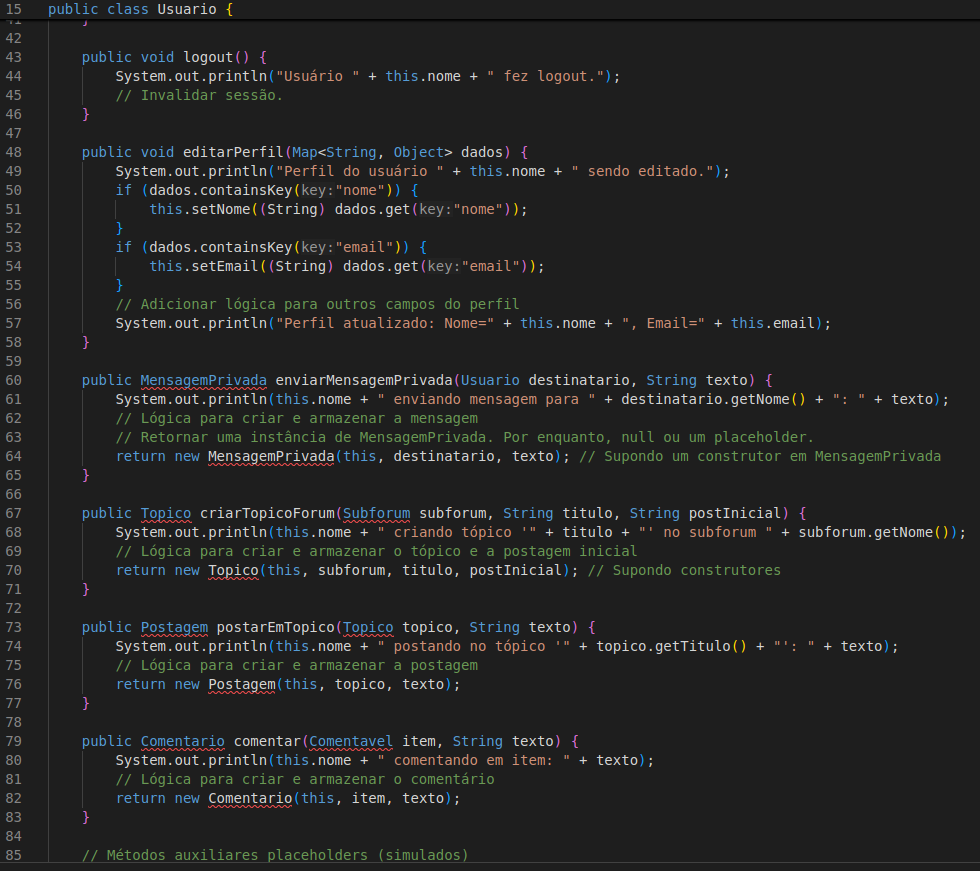 15 public class Usuario {
41 }
42
43 public void logout() {
44 System.out.println("Usuário " + this.nome + " fez logout.");
45 // Invalidar sessão.
46 }
47
48 public void editarPerfil(Map<String, Object> dados) {
49 System.out.println("Perfil do usuário " + this.nome + " sendo editado.");
50 if (dados.containsKey(key:"nome")) {
51 this.setNome((String) dados.get(key:"nome"));
52 }
53 if (dados.containsKey(key:"email")) {
54 this.setEmail((String) dados.get(key:"email"));
55 }
56 // Adicionar lógica para outros campos do perfil
57 System.out.println("Perfil atualizado: Nome=" + this.nome + ", Email=" + this.email);
58 }
59
60 public MensagemPrivada enviarMensagemPrivada(Usuario destinatario, String texto) {
61 System.out.println(this.nome + " enviando mensagem para " + destinatario.getNome() + ": " + texto);
62 // Lógica para criar e armazenar a mensagem
63 // Retornar uma instância de MensagemPrivada. Por enquanto, null ou um placeholder.
64 return new MensagemPrivada(this, destinatario, texto); // Supondo um construtor em MensagemPrivada
65 }
66
67 public Topico criarTopicoForum(Subforum subforum, String titulo, String postInicial) {
68 System.out.println(this.nome + " criando tópico '" + titulo + "' no subforum " + subforum.getNome());
69 // Lógica para criar e armazenar o tópico e a postagem inicial
70 return new Topico(this, subforum, titulo, postInicial); // Supondo construtores
71 }
72
73 public Postagem postarEmTopico(Topico topico, String texto) {
74 System.out.println(this.nome + " postando no tópico '" + topico.getTitulo() + "': " + texto);
75 // Lógica para criar e armazenar a postagem
76 return new Postagem(this, topico, texto);
77 }
78
79 public Comentario comentar(Comentavel item, String texto) {
80 System.out.println(this.nome + " comentando em item: " + texto);
81 // Lógica para criar e armazenar o comentário
82 return new Comentario(this, item, texto);
83 }
84
85 // Métodos auxiliares placeholders (simulados)